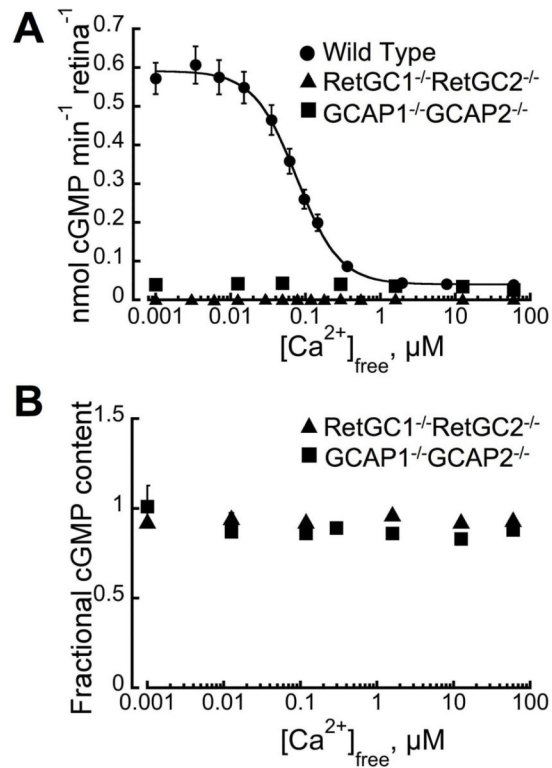 A
nmol cGMP min⁻¹ retina⁻¹
0.7
0.6
0.5
0.4
0.3
0.2
0.1
0
Wild Type
RetGC1⁻/⁻RetGC2⁻/⁻
GCAP1⁻/⁻GCAP2⁻/⁻
0.001 0.01 0.1 1 10 100
[Ca²⁺]free, µM
B
Fractional cGMP content
1.5
1
0.5
0
RetGC1⁻/⁻RetGC2⁻/⁻
GCAP1⁻/⁻GCAP2⁻/⁻
0.001 0.01 0.1 1 10 100
[Ca²⁺]free, µM